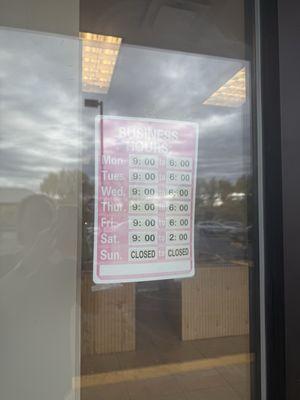 BUSINESS
HOURS
Mon. 9:00 to 6:00
Tues. 9:00 to 6:00
Wed. 9:00 to 6:00
Thur. 9:00 to 6:00
Fri. 9:00 to 6:00
Sat. 9:00 to 2:00
Sun. CLOSED to CLOSED